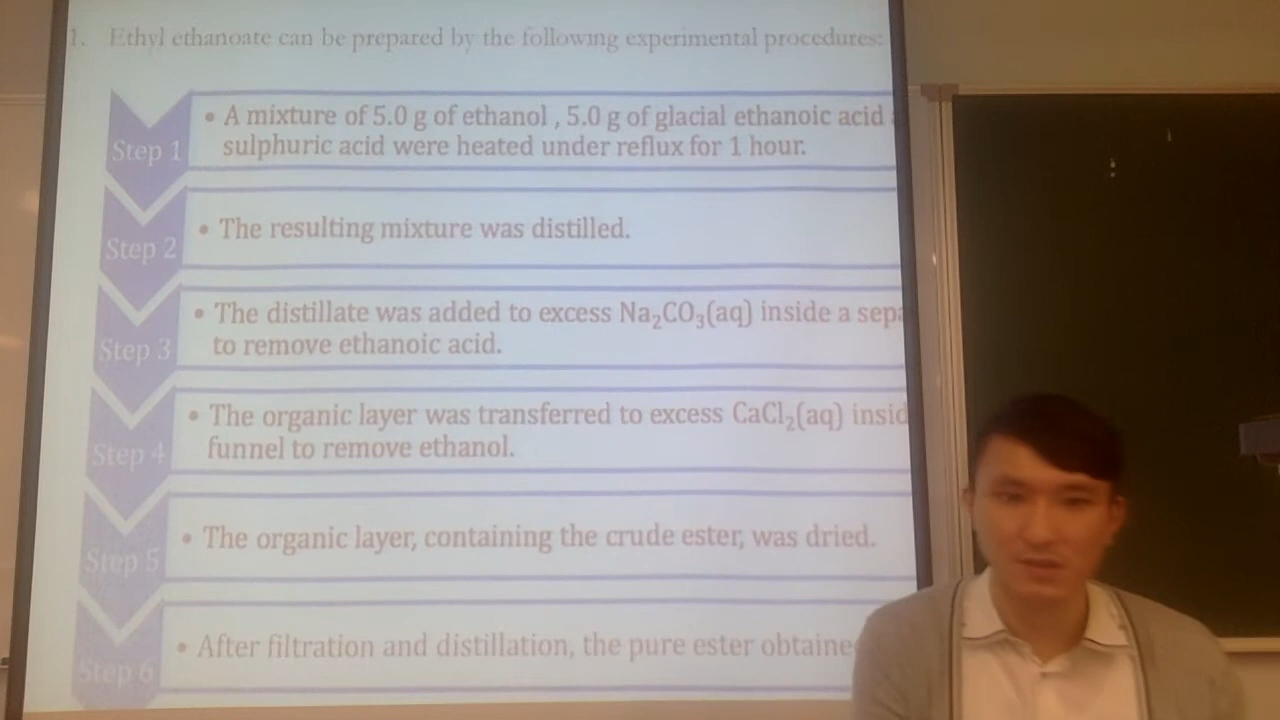 1. Ethyl ethanoate can be prepared by the following experimental procedures:
Step 1
• A mixture of 5.0 g of ethanol , 5.0 g of glacial ethanoic acid
sulphuric acid were heated under reflux for 1 hour.
Step 2
• The resulting mixture was distilled.
Step 3
• The distillate was added to excess Na₂CO₃(aq) inside a sepa
to remove ethanoic acid.
Step 4
• The organic layer was transferred to excess CaCl₂(aq) insid
funnel to remove ethanol.
Step 5
• The organic layer, containing the crude ester, was dried.
Step 6
• After filtration and distillation, the pure ester obtaine